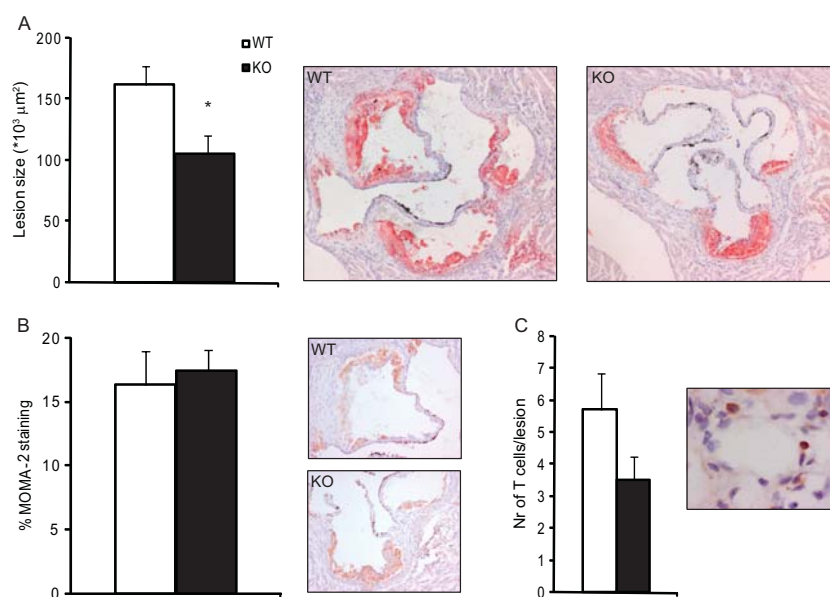 A
Lesion size (*10³ µm²)
200
150
100
50
0
*
WT
KO
WT
KO
B
% MOMA-2 staining
20
15
10
5
0
WT
KO
C
Nr of T cells/lesion
8
7
6
5
4
3
2
1
0